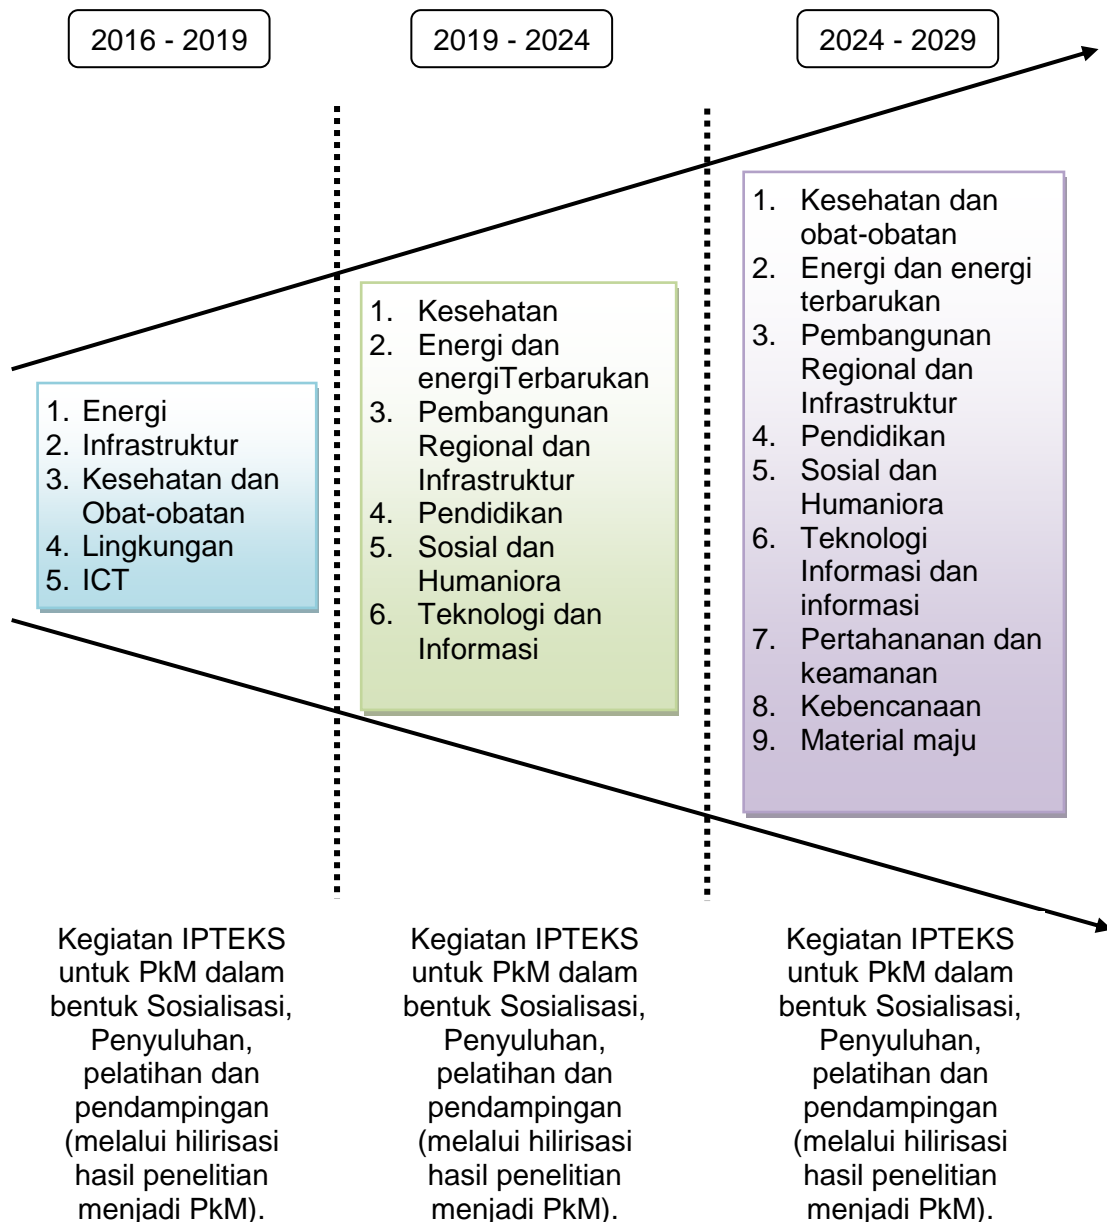 2016 - 2019
2019 - 2024
2024 - 2029
1. Energi
2. Infrastruktur
3. Kesehatan dan
Obat-obatan
4. Lingkungan
5. ICT
1. Kesehatan
2. Energi dan
energiTerbarukan
3. Pembangunan
Regional dan
Infrastruktur
4. Pendidikan
5. Sosial dan
Humaniora
6. Teknologi dan
Informasi
1. Kesehatan dan
obat-obatan
2. Energi dan energi
terbarukan
3. Pembangunan
Regional dan
Infrastruktur
4. Pendidikan
5. Sosial dan
Humaniora
6. Teknologi
Informasi dan
informasi
7. Pertahananan dan
keamanan
8. Kebencanaan
9. Material maju
Kegiatan IPTEKS
untuk PkM dalam
bentuk Sosialisasi,
Penyuluhan,
pelatihan dan
pendampingan
(melalui hilirisasi
hasil penelitian
menjadi PkM).
Kegiatan IPTEKS
untuk PkM dalam
bentuk Sosialisasi,
Penyuluhan,
pelatihan dan
pendampingan
(melalui hilirisasi
hasil penelitian
menjadi PkM).
Kegiatan IPTEKS
untuk PkM dalam
bentuk Sosialisasi,
Penyuluhan,
pelatihan dan
pendampingan
(melalui hilirisasi
hasil penelitian
menjadi PkM).